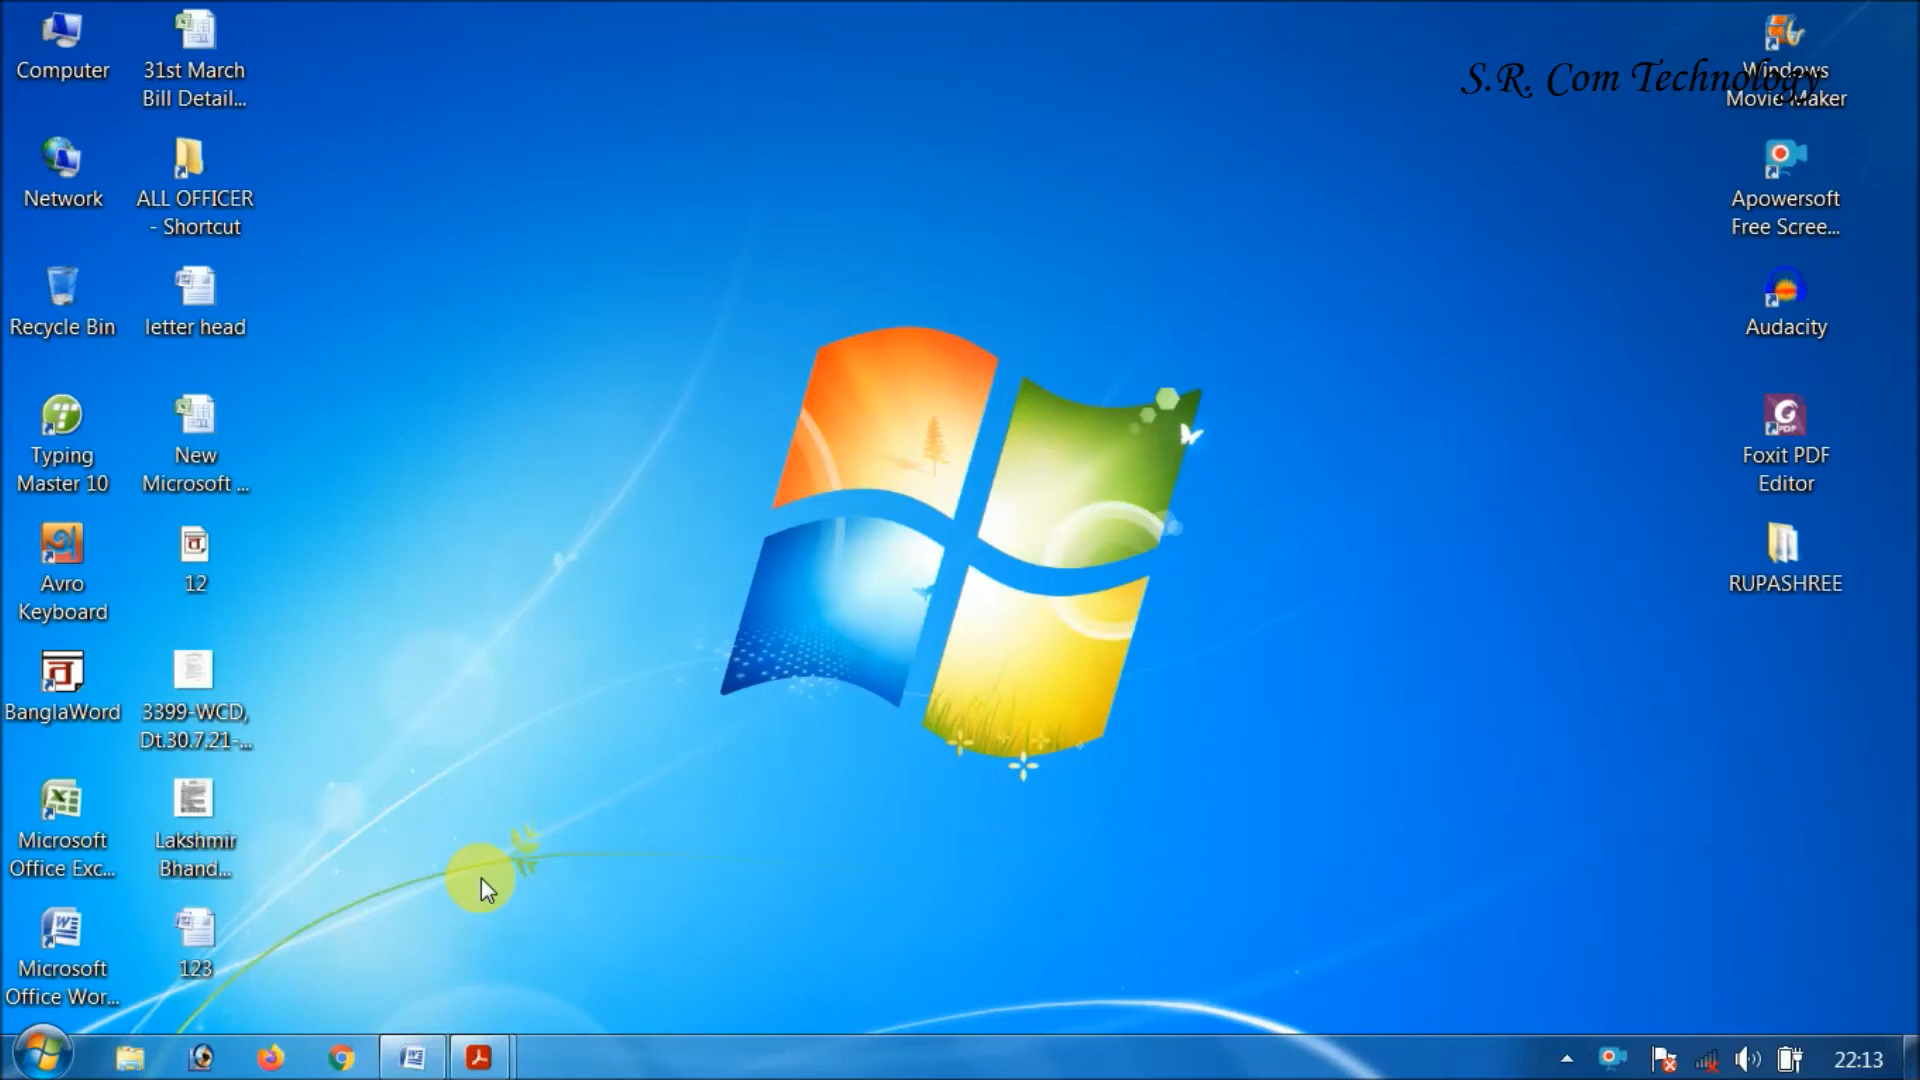 Computer
31st March
Bill Detail...
Network
ALL OFFICER
- Shortcut
Recycle Bin
letter head
Typing
Master 10
New
Microsoft ...
Avro
Keyboard
12
BanglaWord
3399-WCD,
Dt.30.7.21-...
Microsoft
Office Exc...
Lakshmir
Bhand...
Microsoft
Office Wor...
123
S.R. Com Technology
Windows
Movie Maker
Apowersoft
Free Scree...
Audacity
Foxit PDF
Editor
RUPASHREE
22:13